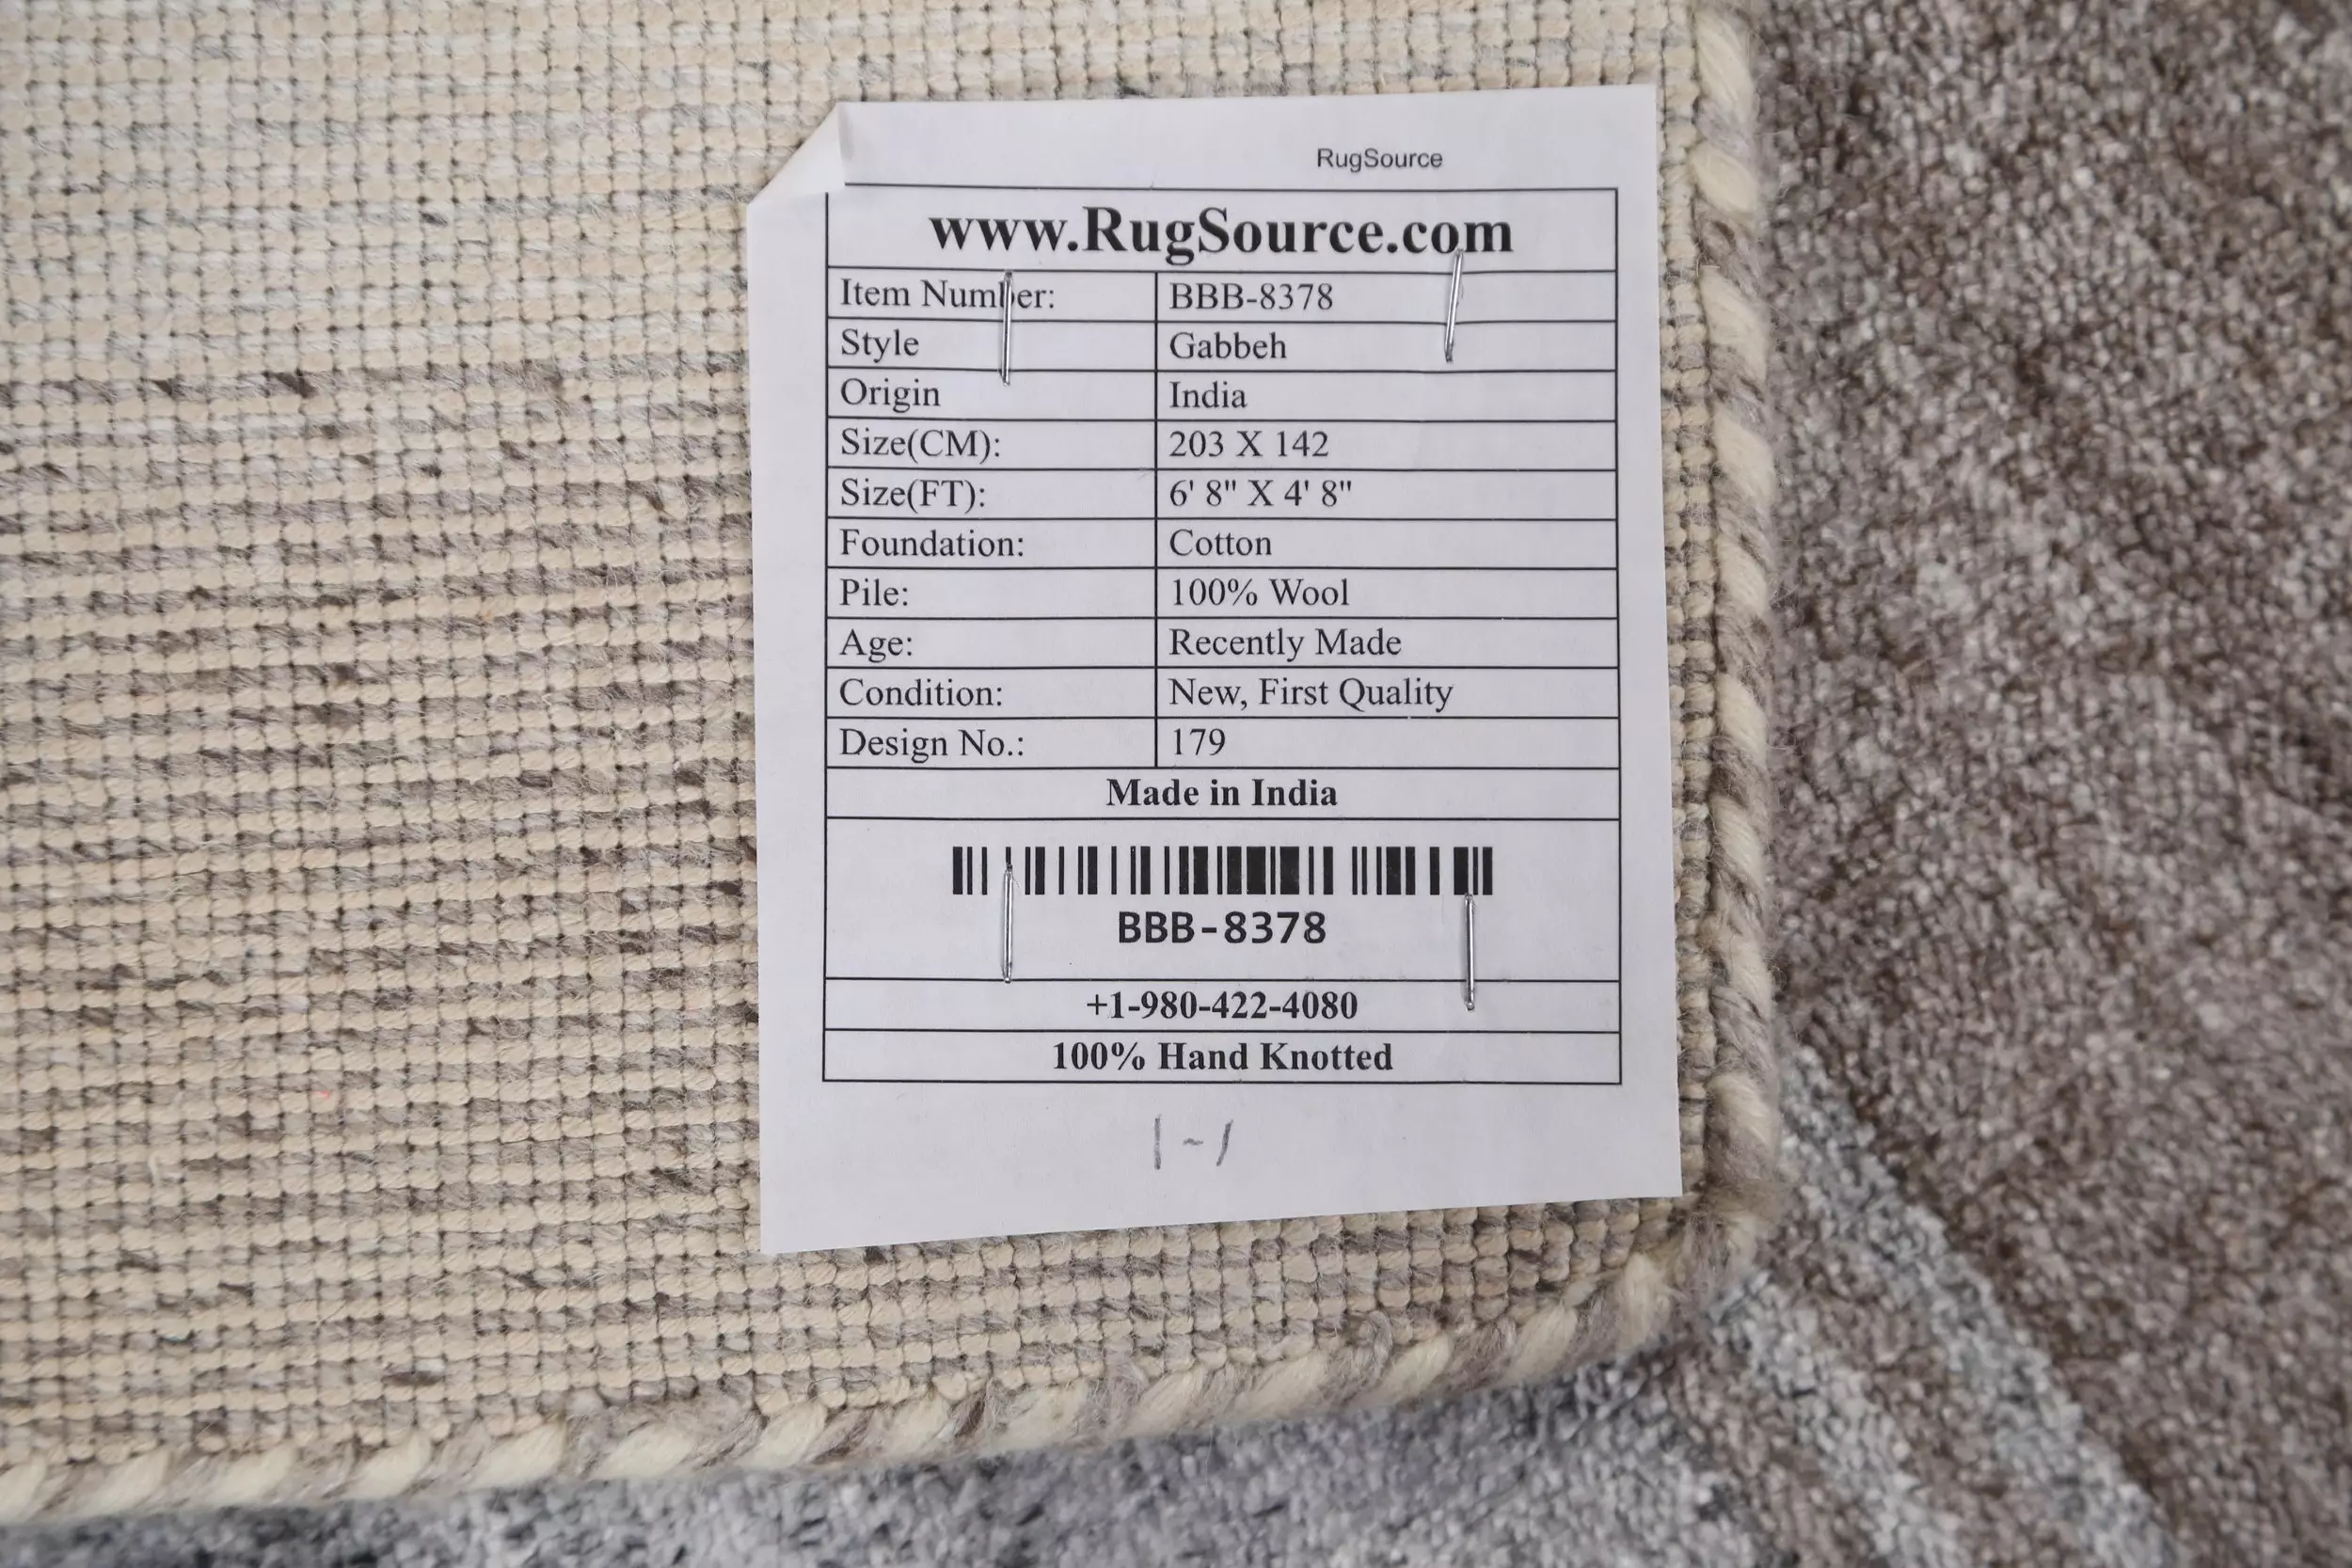 RugSource
www.RugSource.com
Item Number: BBB-8378
Style Gabbeh
Origin India
Size(CM): 203 X 142
Size(FT): 6' 8" X 4' 8"
Foundation: Cotton
Pile: 100% Wool
Age: Recently Made
Condition: New, First Quality
Design No.: 179
Made in India
BBB-8378
+1-980-422-4080
100% Hand Knotted
1-1